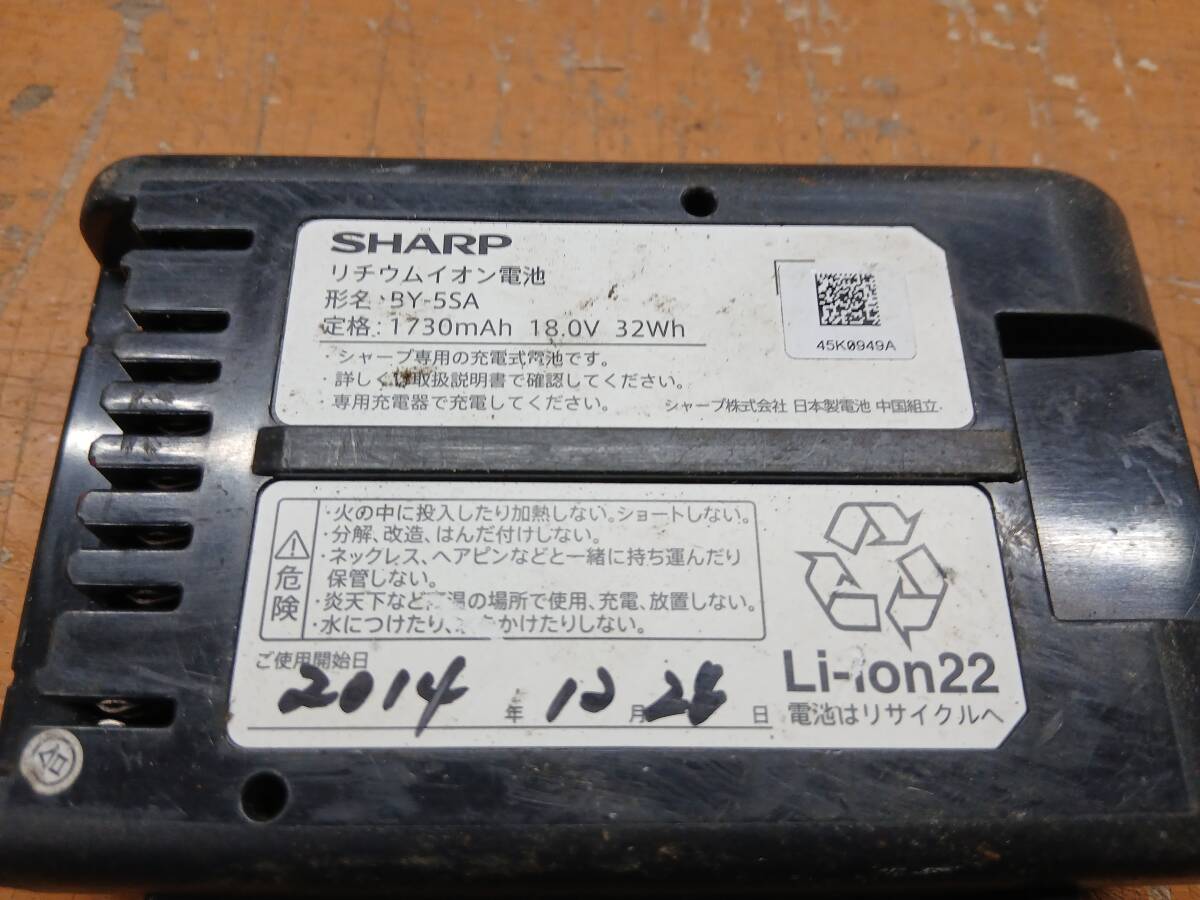 SHARP
リチウムイオン電池
形名:BY-5SA
定格:1730mAh 18.0V 32Wh
・シャープ専用の充電式電池です。
・詳しくは取扱説明書で確認してください。
・専用充電器で充電してください。
シャープ株式会社 日本製電池 中国組立
45K0949A
危険
・火の中に投入したり加熱しない。ショートしない。
・分解、改造、はんだ付けしない。
・ネックレス、ヘアピンなどと一緒に持ち運んだり
保管しない。
・炎天下など高温の場所で使用、充電、放置しない。
・水につけたり、かけたりしない。
ご使用開始日
2014年 12月 日
Li-ion22
電池はリサイクルへ
合